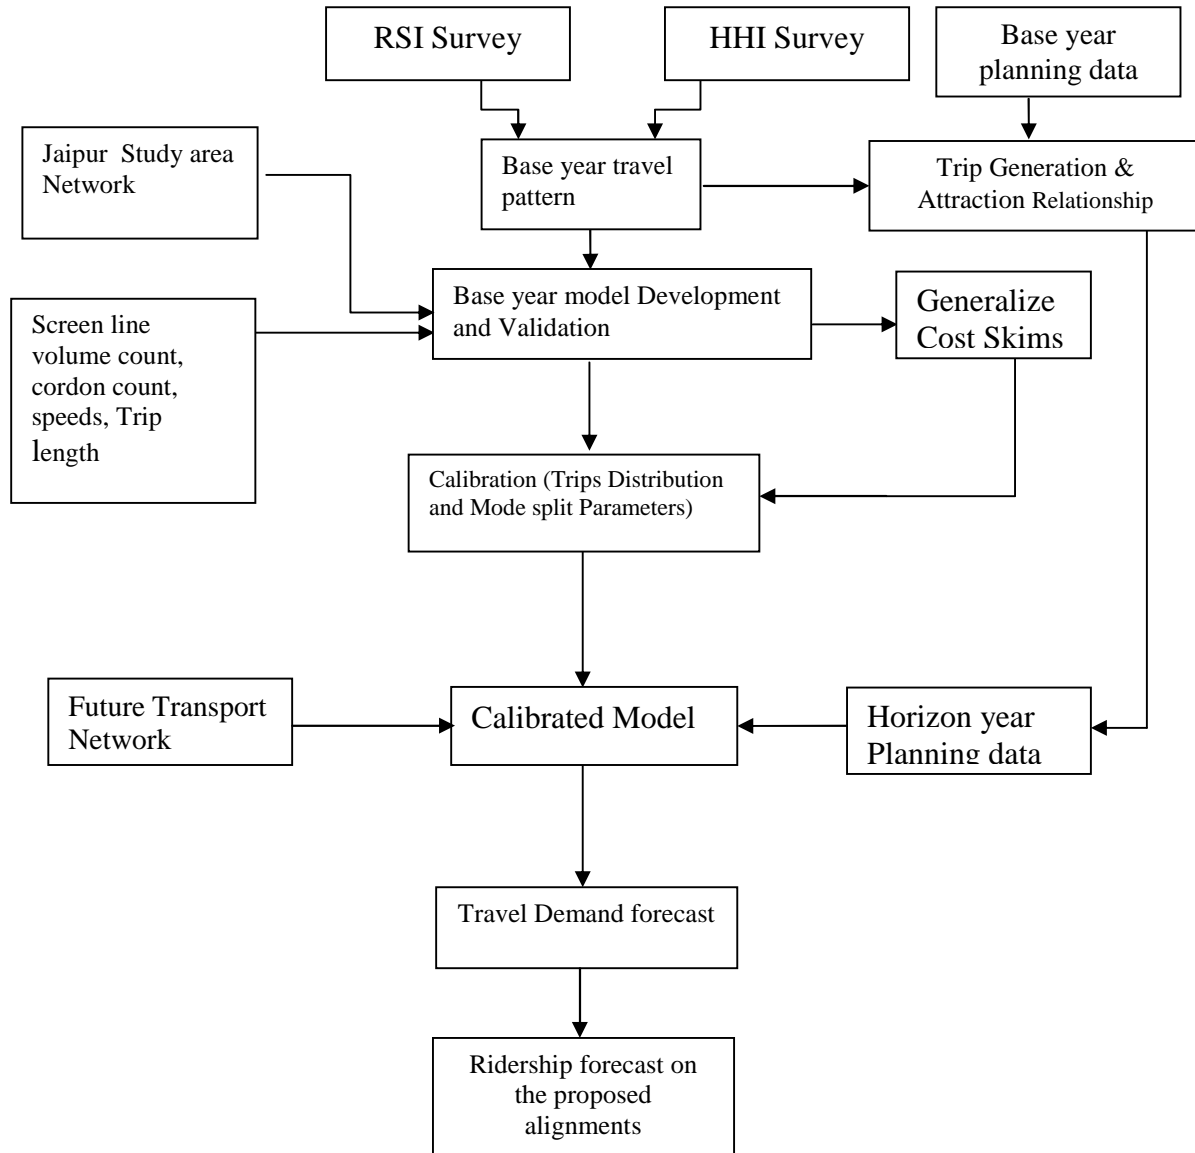 RSI Survey
HHI Survey
Base year
planning data
Jaipur Study area
Network
Base year travel
pattern
Trip Generation &
Attraction Relationship
Screen line
volume count,
cordon count,
speeds, Trip
length
Base year model Development
and Validation
Generalize
Cost Skims
Calibration (Trips Distribution
and Mode split Parameters)
Future Transport
Network
Calibrated Model
Horizon year
Planning data
Travel Demand forecast
Ridership forecast on
the proposed
alignments